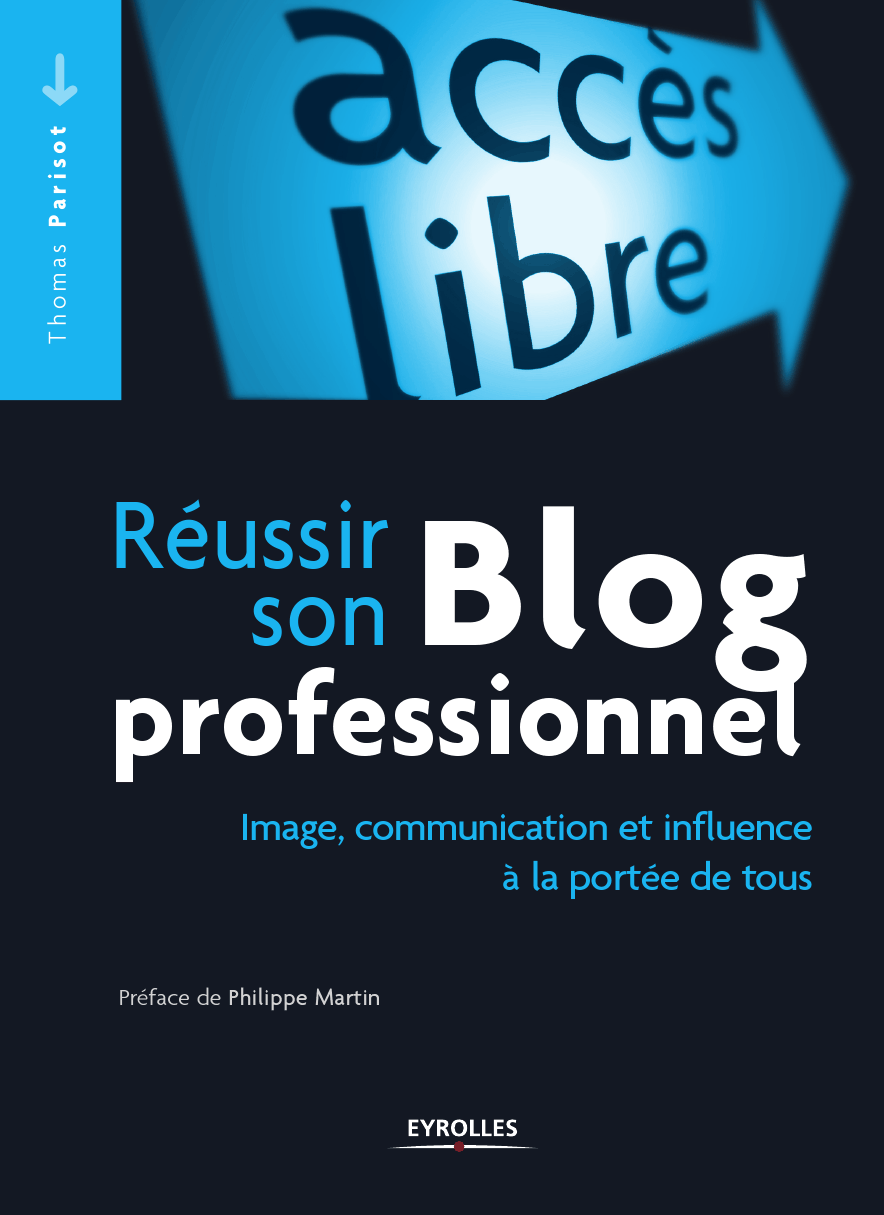 Thomas Parisot
accès
libre
Réussir
son Blog
professionnel
Image, communication et influence
à la portée de tous
Préface de Philippe Martin
EYROLLES